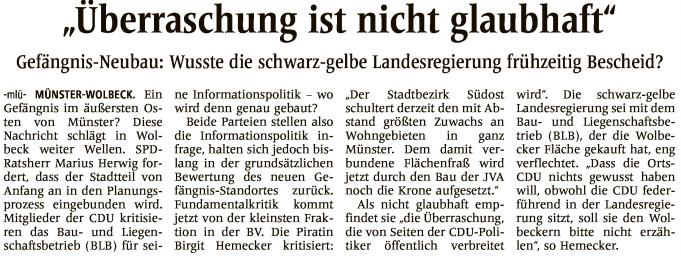 „Überraschung ist nicht glaubhaft“
Gefängnis-Neubau: Wusste die schwarz-gelbe Landesregierung frühzeitig Bescheid?
-mlü- MÜNSTER-WOLBECK. Ein
Gefängnis im äußersten Os-
ten von Münster? Diese
Nachricht schlägt in Wol-
beck weiter Wellen. SPD-
Ratsherr Marius Herwig for-
dert, dass der Stadtteil von
Anfang an in den Planungs-
prozess eingebunden wird.
Mitglieder der CDU kritisie-
ren das Bau- und Liegen-
schaftsbetrieb (BLB) für sei-
ne Informationspolitik – wo
wird denn genau gebaut?
Beide Parteien stellen also
die Informationspolitik in-
frage, halten sich jedoch bis-
lang in der grundsätzlichen
Bewertung des neuen Ge-
fängnis-Standortes zurück.
Fundamentalkritik kommt
jetzt von der kleinsten Frak-
tion in der BV. Die Piratin
Birgit Hemecker kritisiert:
„Der Stadtbezirk Südost
schultert derzeit den mit Ab-
stand größten Zuwachs an
Wohngebieten in ganz
Münster. Dem damit ver-
bundene Flächenfraß wird
jetzt durch den Bau der JVA
noch die Krone aufgesetzt.“
Als nicht glaubhaft emp-
findet sie „die Überraschung,
die von Seiten der CDU-Poli-
tiker öffentlich verbreitet
wird“. Die schwarz-gelbe
Landesregierung sei mit dem
Bau- und Liegenschaftsbe-
trieb (BLB), der die Wolbe-
cker Fläche gekauft hat, eng
verflechtet. „Dass die Orts-
CDU nichts gewusst haben
will, obwohl die CDU feder-
führend in der Landesregie-
rung sitzt, soll sie den Wol-
beckern bitte nicht erzäh-
len“, so Hemecker.